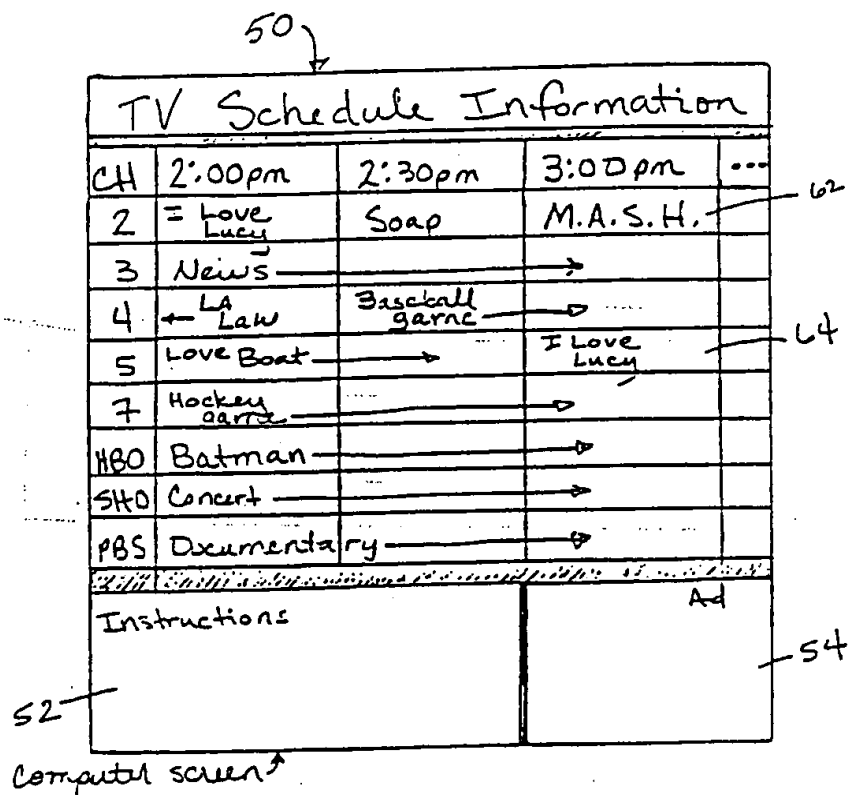 50
TV Schedule Information
CH 2:00pm 2:30pm 3:00pm ...
2 I Love Lucy Soap M.A.S.H. 62
3 News
4 LA Law Baseball game
5 Love Boat I Love Lucy 64
7 Hockey game
HBO Batman
SHO Concert
PBS Documentary
Instructions Ad
54
52
Computer screen